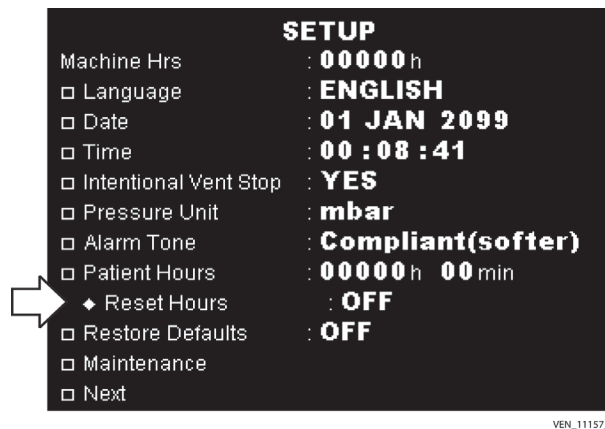 SETUP
Machine Hrs : 00000 h
Language : ENGLISH
Date : 01 JAN 2099
Time : 00 : 08 : 41
Intentional Vent Stop : YES
Pressure Unit : mbar
Alarm Tone : Compliant(softer)
Patient Hours : 00000 h 00 min
Reset Hours : OFF
Restore Defaults : OFF
Maintenance
Next
VEN_11157_